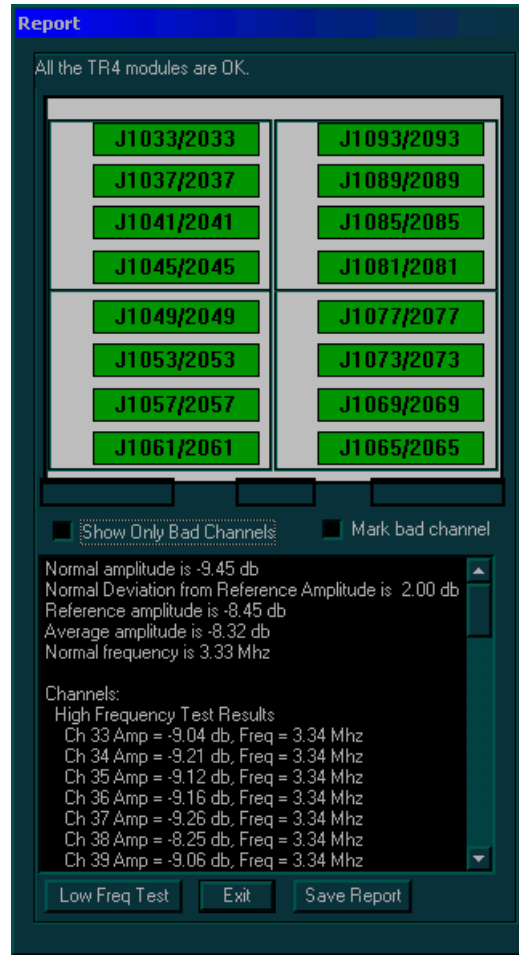 Report
All the TR4 modules are OK.
J1033/2033 J1093/2093
J1037/2037 J1089/2089
J1041/2041 J1085/2085
J1045/2045 J1081/2081
J1049/2049 J1077/2077
J1053/2053 J1073/2073
J1057/2057 J1069/2069
J1061/2061 J1065/2065
Show Only Bad Channels Mark bad channel
Normal amplitude is -9.45 db
Normal Deviation from Reference Amplitude is  2.00 db
Reference amplitude is -8.45 db
Average amplitude is -8.32 db
Normal frequency is 3.33 Mhz
Channels:
High Frequency Test Results
Ch 33 Amp = -9.04 db, Freq = 3.34 Mhz
Ch 34 Amp = -9.21 db, Freq = 3.34 Mhz
Ch 35 Amp = -9.12 db, Freq = 3.34 Mhz
Ch 36 Amp = -9.16 db, Freq = 3.34 Mhz
Ch 37 Amp = -9.26 db, Freq = 3.34 Mhz
Ch 38 Amp = -8.25 db, Freq = 3.34 Mhz
Ch 39 Amp = -9.06 db, Freq = 3.34 Mhz
Low Freq Test Exit Save Report